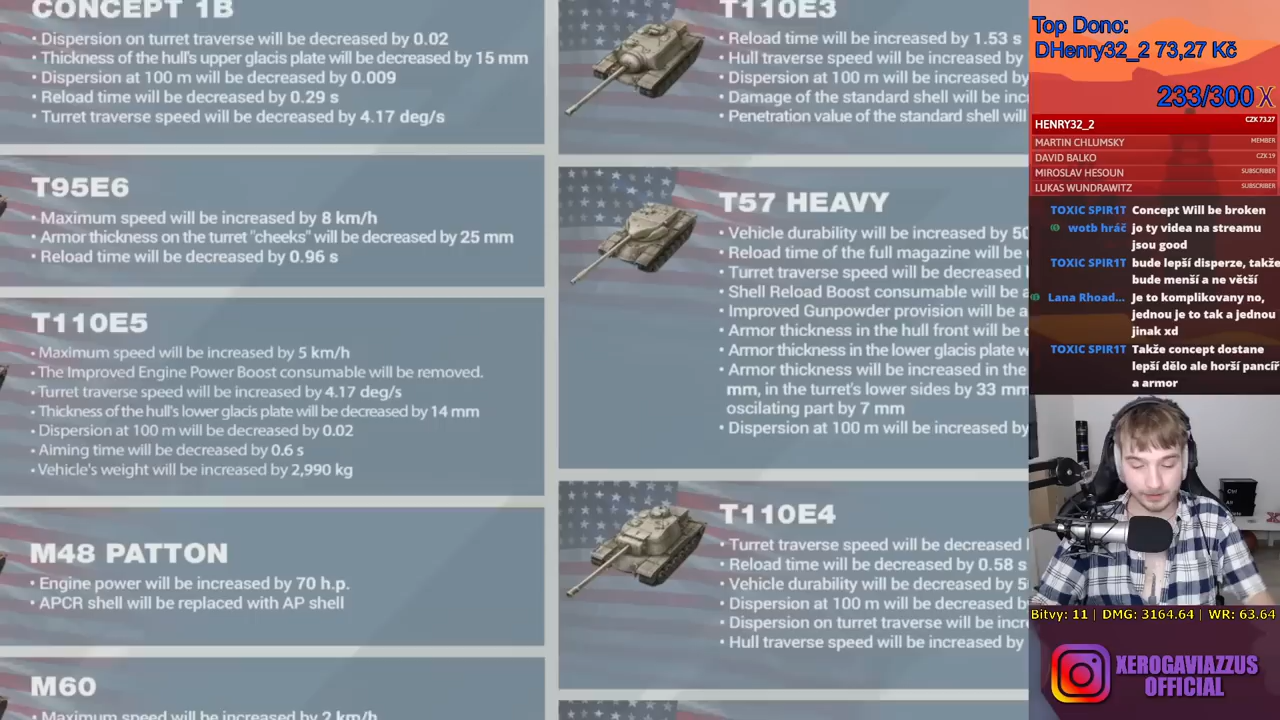 CONCEPT 1B
• Dispersion on turret traverse will be decreased by 0.02
• Thickness of the hull's upper glacis plate will be decreased by 15 mm
• Dispersion at 100 m will be decreased by 0.009
• Reload time will be decreased by 0.29 s
• Turret traverse speed will be decreased by 4.17 deg/s
T95E6
• Maximum speed will be increased by 8 km/h
• Armor thickness on the turret "cheeks" will be decreased by 25 mm
• Reload time will be decreased by 0.96 s
T110E5
• Maximum speed will be increased by 5 km/h
• The Improved Engine Power Boost consumable will be removed.
• Turret traverse speed will be increased by 4.17 deg/s
• Thickness of the hull's lower glacis plate will be decreased by 14 mm
• Dispersion at 100 m will be decreased by 0.02
• Aiming time will be decreased by 0.6 s
• Vehicle's weight will be increased by 2,990 kg
M48 PATTON
• Engine power will be increased by 70 h.p.
• APCR shell will be replaced with AP shell
M60
• Maximum speed will be increased by 2 km/h
T110E3
• Reload time will be increased by 1.53 s
• Hull traverse speed will be increased by
• Dispersion at 100 m will be decreased by
• Damage of the standard shell will be
• Penetration value of the standard shell will
T57 HEAVY
• Vehicle durability will be increased by
• Reload time of the full magazine will be
• Turret traverse speed will be decreased
• Shell Reload Boost consumable will be
• Improved Gunpowder provision will be
• Armor thickness in the hull front will be
• Armor thickness in the lower glacis plate
• Armor thickness will be increased in the
mm, in the turret's lower sides by 33 mm
oscilating part by 7 mm
• Dispersion at 100 m will be increased by
T110E4
• Turret traverse speed will be decreased
• Reload time will be decreased by 0.58 s
• Vehicle durability will be decreased by
• Dispersion at 100 m will be decreased by
• Dispersion on turret traverse will be
• Hull traverse speed will be increased by
Top Dono:
DHenry32_2 73,27 Kč
233/300 X
HENRY32_2 CZK 73.27
MARTIN CHLUMSKY MEMBER
DAVID BALKO CZK 19
MIROSLAV HESOUN SUBSCRIBER
LUKAS WUNDRAWITZ SUBSCRIBER
TOXIC SPIR1T Concept Will be broken
wotb hráč jo ty videa na streamu
jsou good
TOXIC SPIR1T bude lepší disperze, takže
bude menší a ne větší
Lana Rhoad... Je to komplikovany no,
jednou je to tak a jednou
jinak xd
TOXIC SPIR1T Takže concept dostane
lepší dělo ale horší pancíř
a armor
Ctrl
Alt
Bitvy: 11 | DMG: 3164.64 | WR: 63.64
XEROGAVIAZZUS
OFFICIAL